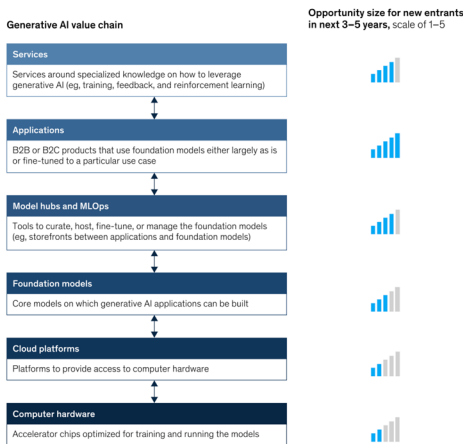 Generative AI value chain
Opportunity size for new entrants
in next 3–5 years, scale of 1–5
Services
Services around specialized knowledge on how to leverage
generative AI (eg, training, feedback, and reinforcement learning)
Applications
B2B or B2C products that use foundation models either largely as is
or fine-tuned to a particular use case
Model hubs and MLOps
Tools to curate, host, fine-tune, or manage the foundation models
(eg, storefronts between applications and foundation models)
Foundation models
Core models on which generative AI applications can be built
Cloud platforms
Platforms to provide access to computer hardware
Computer hardware
Accelerator chips optimized for training and running the models